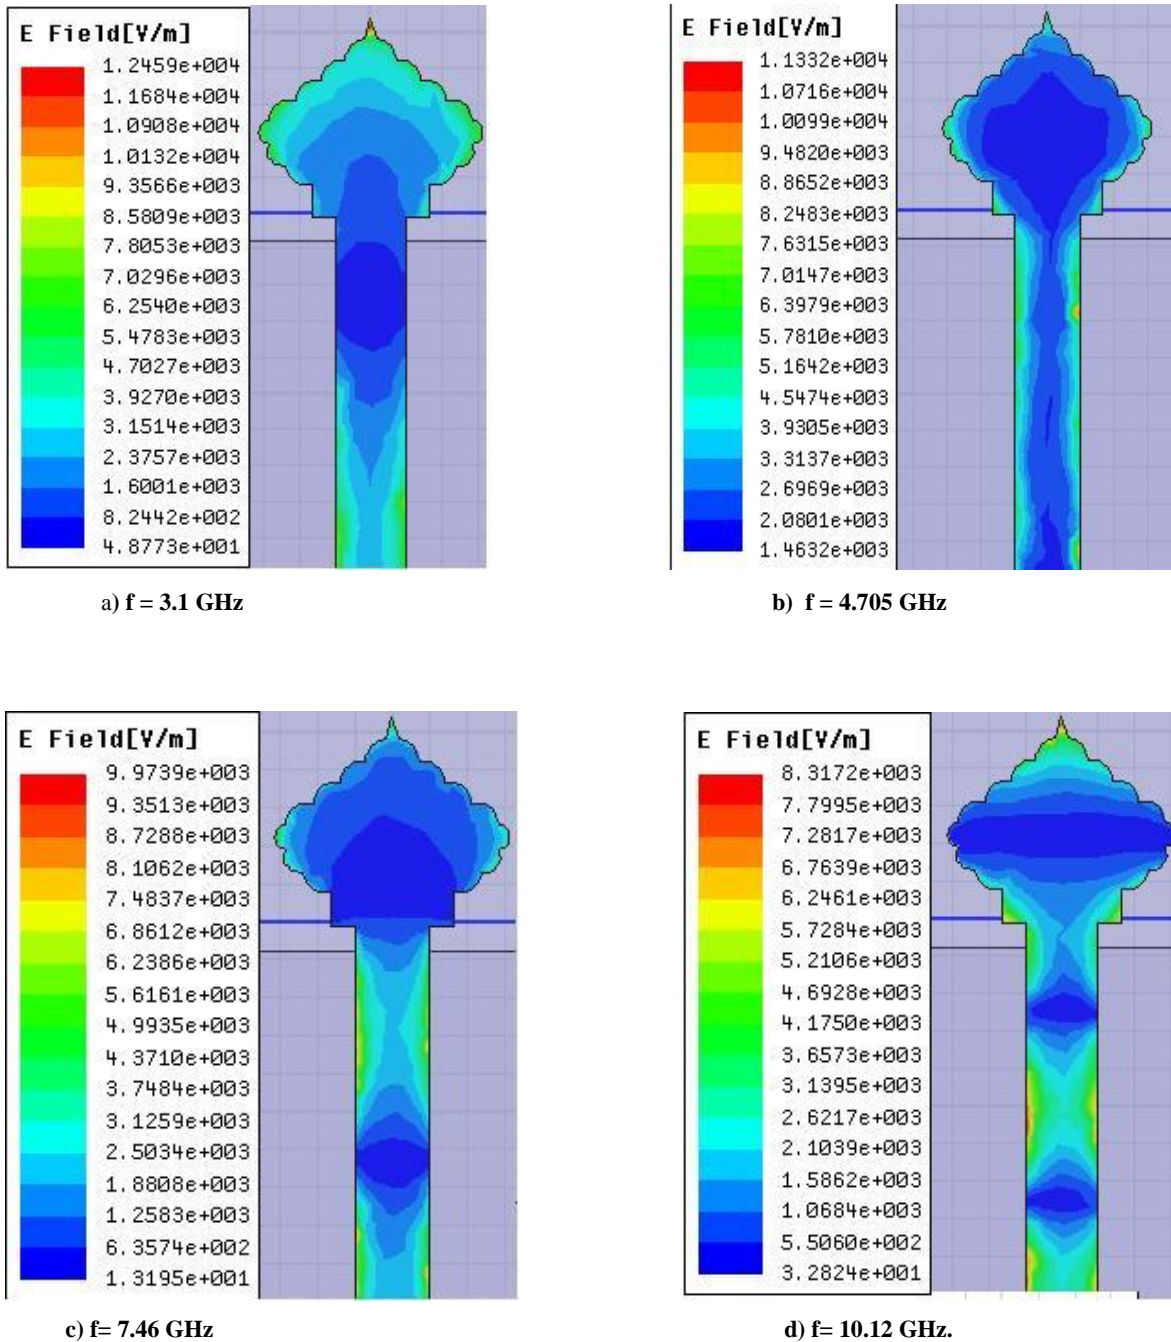 E Field[V/m]
1.2459e+004
1.1684e+004
1.0908e+004
1.0132e+004
9.3566e+003
8.5809e+003
7.8053e+003
7.0296e+003
6.2540e+003
5.4783e+003
4.7027e+003
3.9270e+003
3.1514e+003
2.3757e+003
1.6001e+003
8.2442e+002
4.8773e+001
a) f = 3.1 GHz
E Field[V/m]
1.1332e+004
1.0716e+004
1.0099e+004
9.4820e+003
8.8652e+003
8.2483e+003
7.6315e+003
7.0147e+003
6.3979e+003
5.7810e+003
5.1642e+003
4.5474e+003
3.9305e+003
3.3137e+003
2.6969e+003
2.0801e+003
1.4632e+003
b) f = 4.705 GHz
E Field[V/m]
9.9739e+003
9.3513e+003
8.7288e+003
8.1062e+003
7.4837e+003
6.8612e+003
6.2386e+003
5.6161e+003
4.9935e+003
4.3710e+003
3.7484e+003
3.1259e+003
2.5034e+003
1.8808e+003
1.2583e+003
6.3574e+002
1.3195e+001
c) f= 7.46 GHz
E Field[V/m]
8.3172e+003
7.7995e+003
7.2817e+003
6.7639e+003
6.2461e+003
5.7284e+003
5.2106e+003
4.6928e+003
4.1750e+003
3.6573e+003
3.1395e+003
2.6217e+003
2.1039e+003
1.5862e+003
1.0684e+003
5.5060e+002
3.2824e+001
d) f= 10.12 GHz.